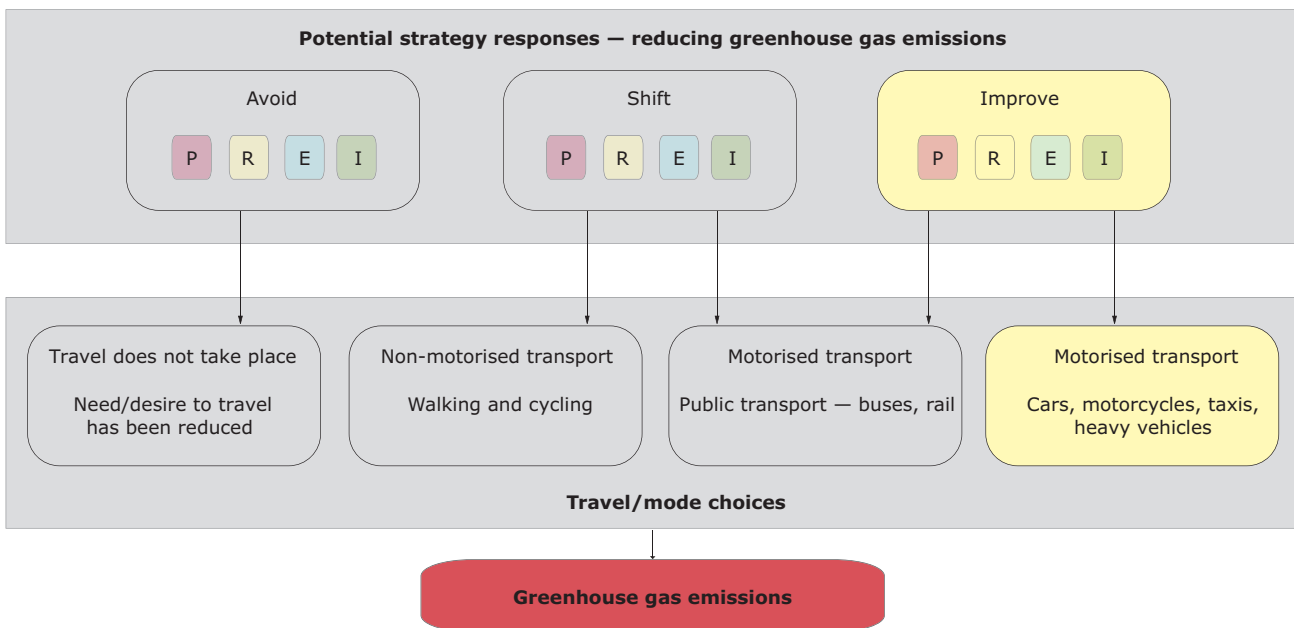 Potential strategy responses — reducing greenhouse gas emissions
Avoid
P R E I
Shift
P R E I
Improve
P R E I
Travel does not take place
Need/desire to travel
has been reduced
Non-motorised transport
Walking and cycling
Motorised transport
Public transport — buses, rail
Motorised transport
Cars, motorcycles, taxis,
heavy vehicles
Travel/mode choices
Greenhouse gas emissions